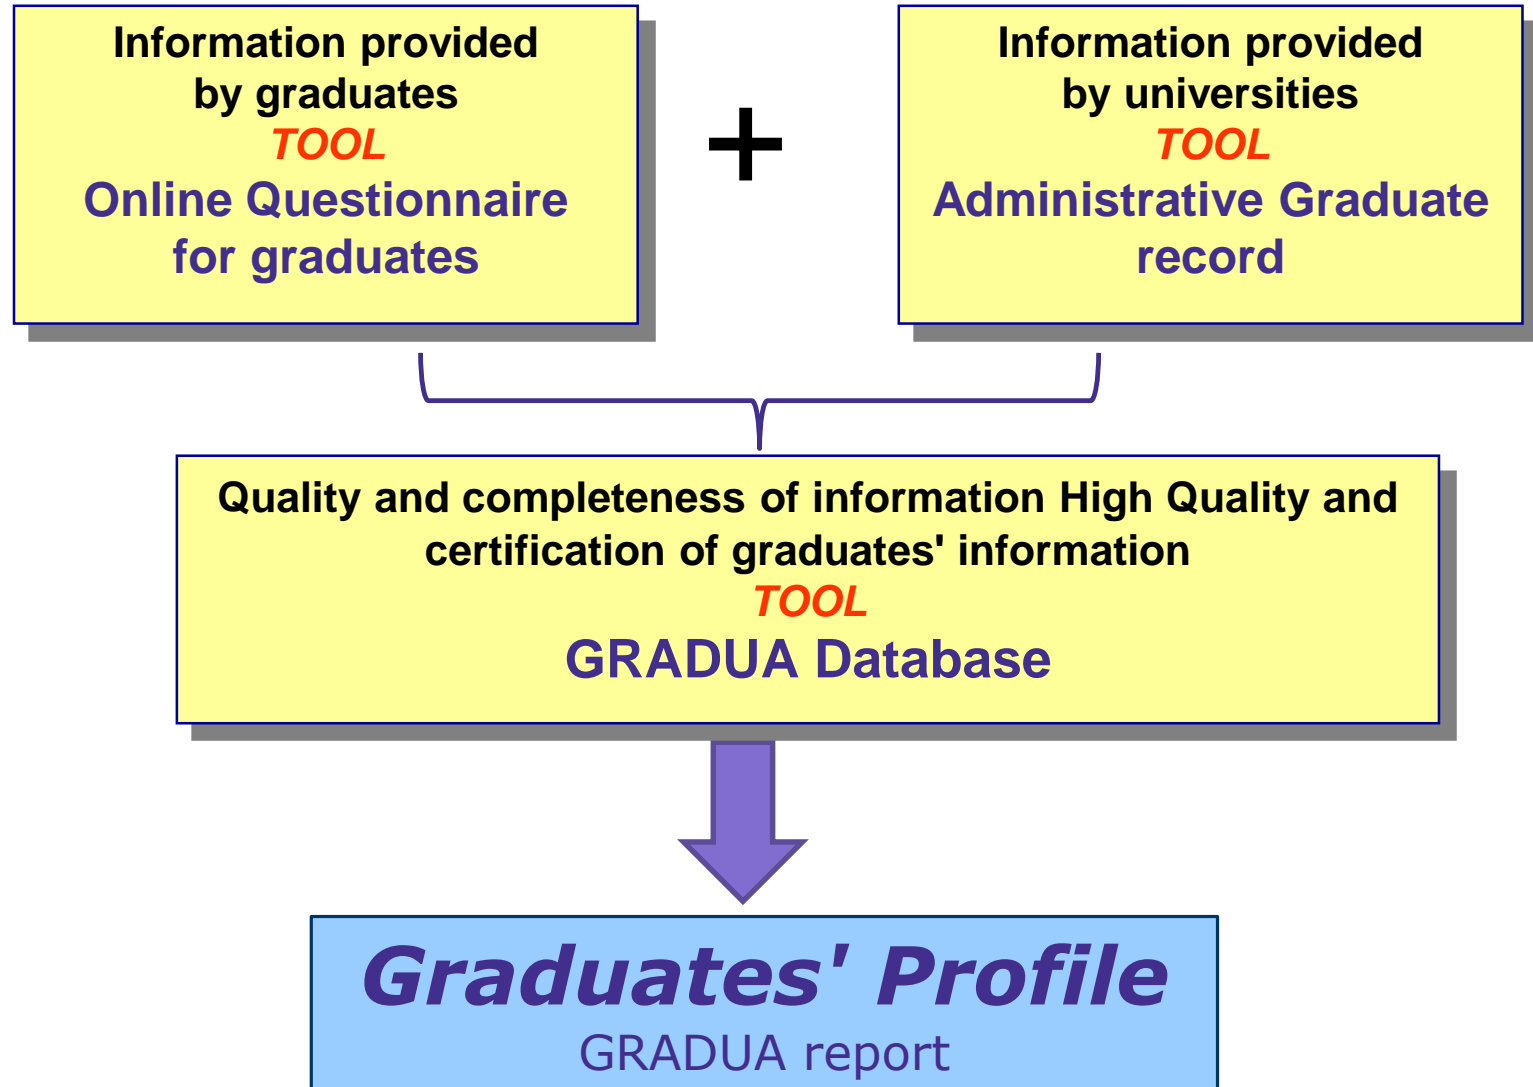 Information provided
by graduates
TOOL
Online Questionnaire
for graduates
+
Information provided
by universities
TOOL
Administrative Graduate
record
Quality and completeness of information High Quality and
certification of graduates' information
TOOL
GRADUA Database
Graduates' Profile
GRADUA report